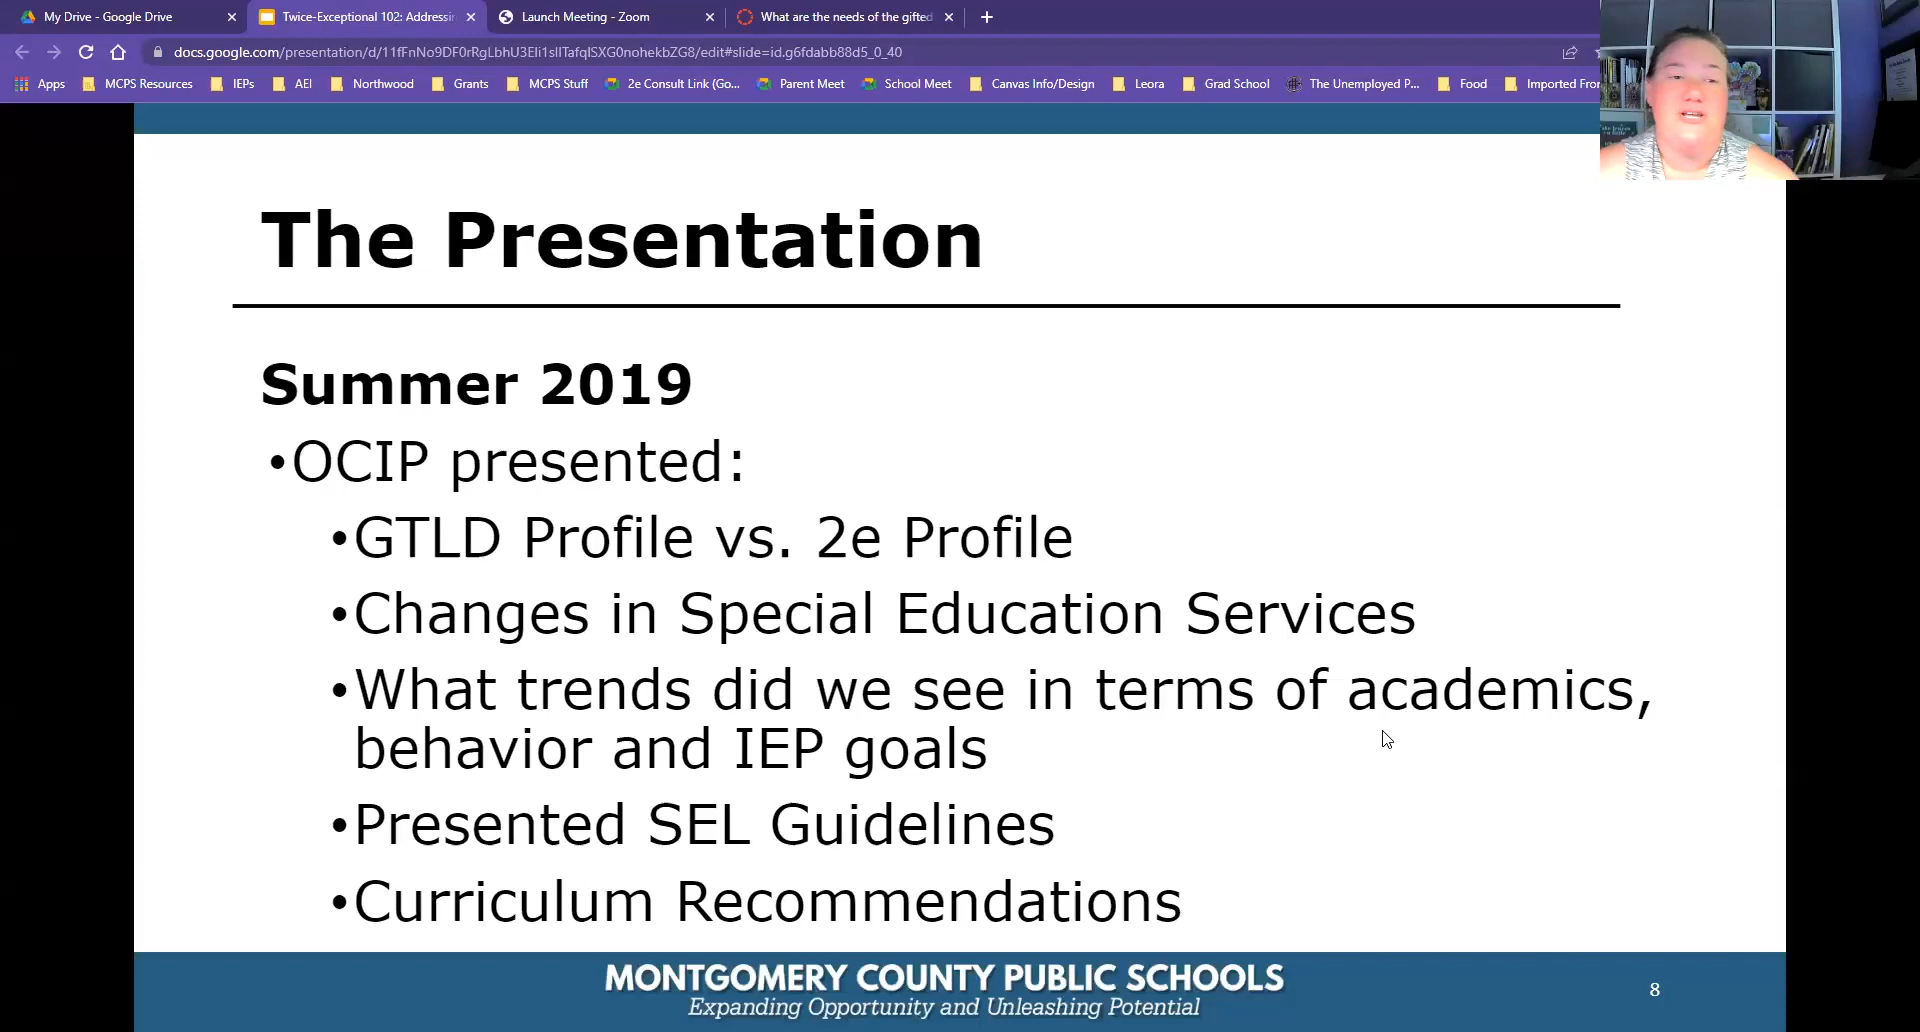 My Drive - Google Drive
Twice-Exceptional 102: Addressin
Launch Meeting - Zoom
What are the needs of the gifted
docs.google.com/presentation/d/11fFnNo9DF0rRgLbhU3Eli1sIlTafqlSXG0nohekbZG8/edit#slide=id.g6fdabb88d5_0_40
Apps
MCPS Resources
IEPs
AEI
Northwood
Grants
MCPS Stuff
2e Consult Link (Go...
Parent Meet
School Meet
Canvas Info/Design
Leora
Grad School
The Unemployed P...
Food
Imported Fro
The Presentation
Summer 2019
•OCIP presented:
•GTLD Profile vs. 2e Profile
•Changes in Special Education Services
•What trends did we see in terms of academics,
behavior and IEP goals
•Presented SEL Guidelines
•Curriculum Recommendations
MONTGOMERY COUNTY PUBLIC SCHOOLS
Expanding Opportunity and Unleashing Potential
8